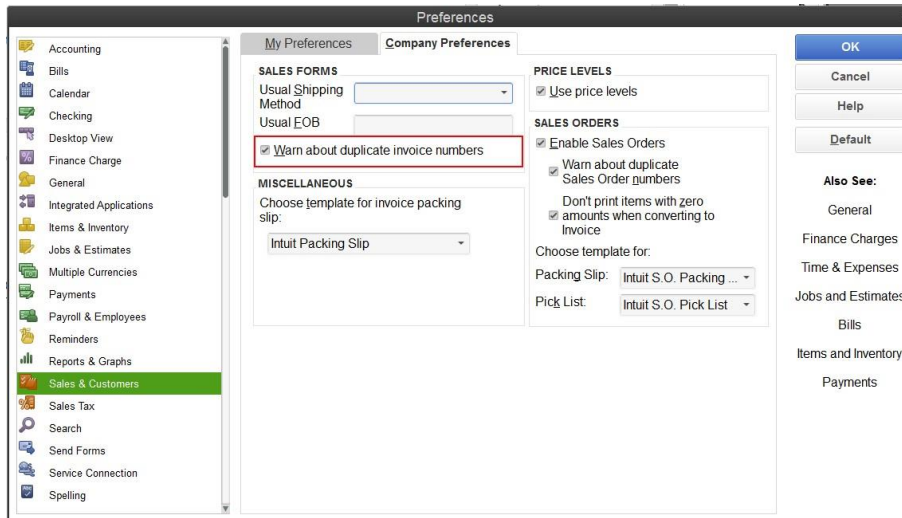 Preferences
Accounting
Bills
Calendar
Checking
Desktop View
Finance Charge
General
Integrated Applications
Items & Inventory
Jobs & Estimates
Multiple Currencies
Payments
Payroll & Employees
Reminders
Reports & Graphs
Sales & Customers
Sales Tax
Search
Send Forms
Service Connection
Spelling
My Preferences
Company Preferences
SALES FORMS
Usual Shipping
Method
Usual FOB
Warn about duplicate invoice numbers
MISCELLANEOUS
Choose template for invoice packing
slip:
Intuit Packing Slip
PRICE LEVELS
Use price levels
SALES ORDERS
Enable Sales Orders
Warn about duplicate
Sales Order numbers
Don't print items with zero
amounts when converting to
Invoice
Choose template for:
Packing Slip: Intuit S.O. Packing ...
Pick List: Intuit S.O. Pick List
OK
Cancel
Help
Default
Also See:
General
Finance Charges
Time & Expenses
Jobs and Estimates
Bills
Items and Inventory
Payments